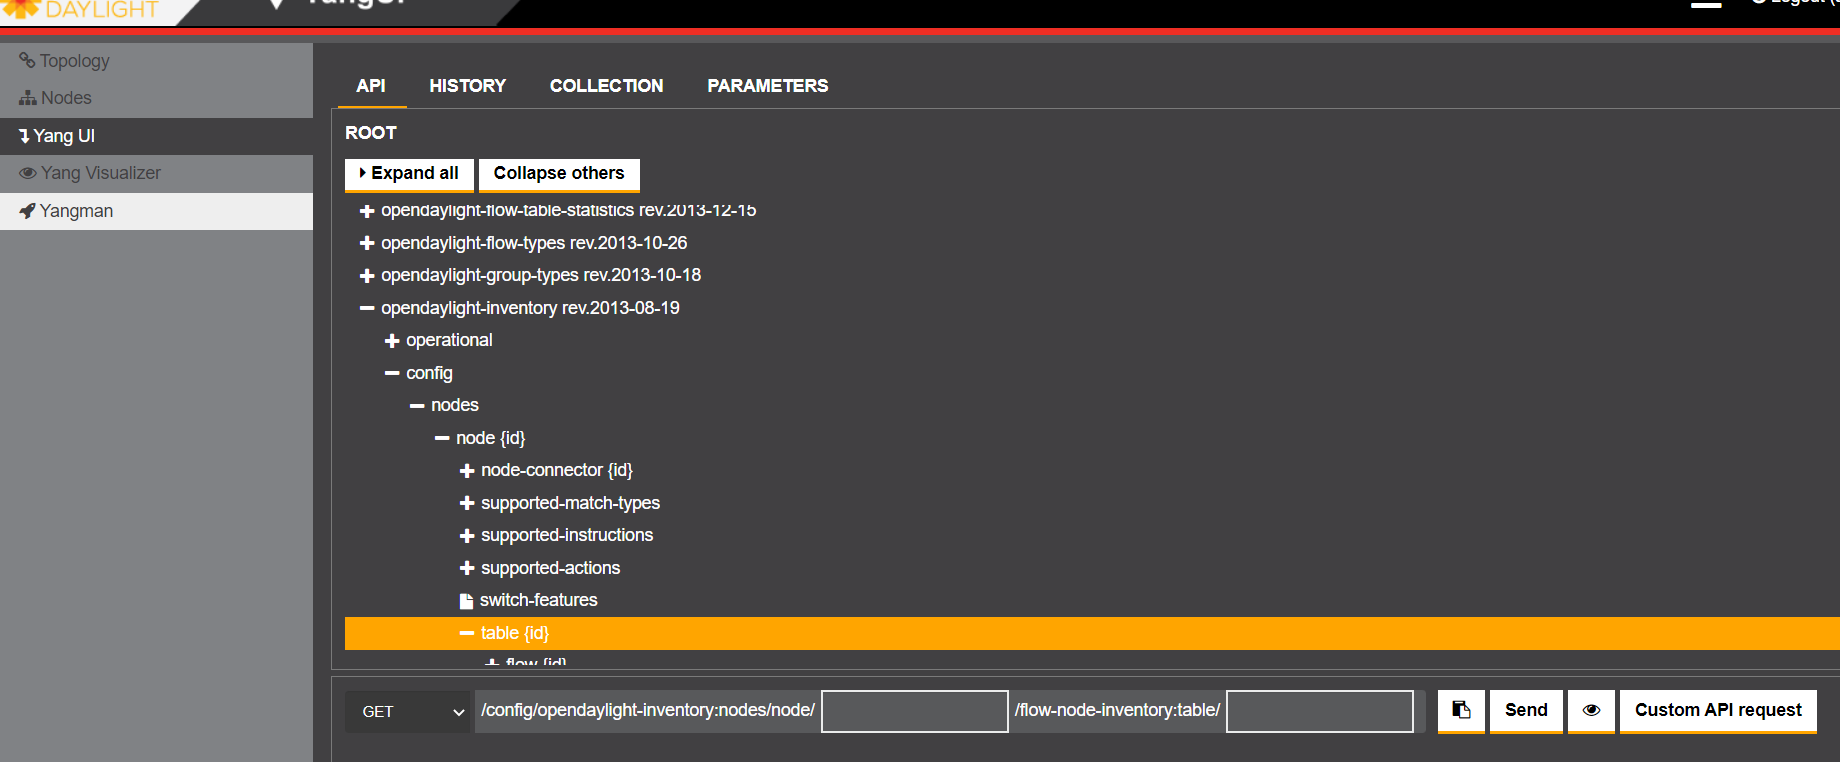 DAYLIGHT
YangUI
Logout
Topology
Nodes
Yang UI
Yang Visualizer
Yangman
API HISTORY COLLECTION PARAMETERS
ROOT
Expand all Collapse others
opendaylight-flow-table-statistics rev.2013-12-15
opendaylight-flow-types rev.2013-10-26
opendaylight-group-types rev.2013-10-18
opendaylight-inventory rev.2013-08-19
operational
config
nodes
node {id}
node-connector {id}
supported-match-types
supported-instructions
supported-actions
switch-features
table {id}
flow {id}
GET /config/opendaylight-inventory:nodes/node/ /flow-node-inventory:table/ Send Custom API request